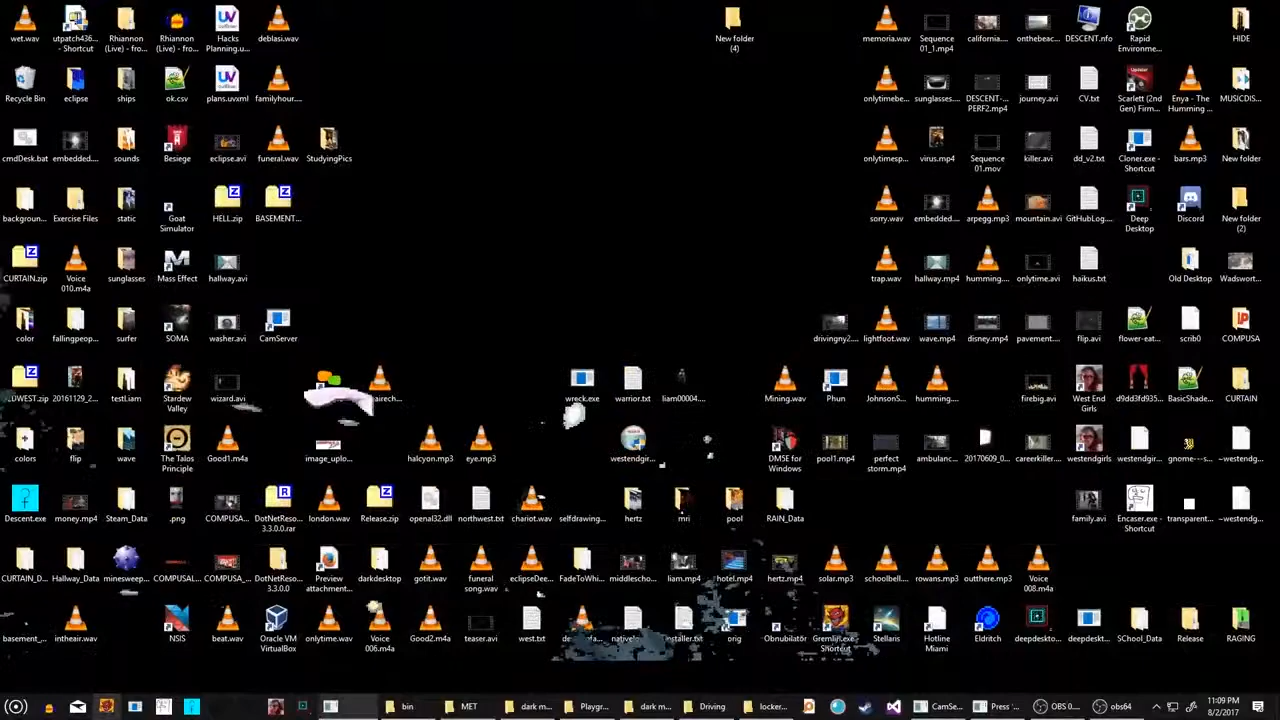 wet.wav
utpatch436...
- Shortcut
Rhiannon
(Live) - fro...
Rhiannon
(Live) - fro...
Hacks
Planning.u...
deblasi.wav
New folder
(4)
memoria.wav
Sequence
01_1.mp4
california....
onthebeac...
DESCENT.nfo
Rapid
Environme...
HIDE
Recycle Bin
eclipse
ships
ok.csv
plans.uvxml
familyhour....
onlytimebe...
sunglasses....
DESCENT-...
PERF2.mp4
journey.avi
CV.txt
Scarlett (2nd
Gen) Firm...
Enya - The
Humming ...
MUSICDIS...
cmdDesk.bat
embedded....
sounds
Besiege
eclipse.avi
funeral.wav
StudyingPics
onlytimesp...
virus.mp4
Sequence
01.mov
killer.avi
dd_v2.txt
Cloner.exe -
Shortcut
bars.mp3
New folder
backgroun...
Exercise Files
static
Goat
Simulator
HELL.zip
BASEMENT...
sorry.wav
embedded....
arpegg.mp3
mountain.avi
GitHubLog....
Deep
Desktop
Discord
New folder
(2)
CURTAIN.zip
Voice
010.m4a
sunglasses
Mass Effect
hallway.avi
trap.wav
hallway.mp4
humming....
onlytime.avi
haikus.txt
Old Desktop
Wadswort...
color
fallingpeop...
surfer
SOMA
washer.avi
CamServer
drivingny2....
lightfoot.wav
wave.mp4
disney.mp4
pavement....
flip.avi
flower-eat...
scrib0
COMPUSA
20161129_2...
testLiam
Stardew
Valley
wizard.avi
wreck.exe
warrior.txt
liam00004....
Mining.wav
Phun
JohnsonS...
humming....
firebig.avi
West End
Girls
d9dd3fd935...
BasicShade...
CURTAIN
colors
flip
wave
The Talos
Principle
Good1.m4a
image_uplo...
halcyon.mp3
eye.mp3
westendgir...
DM5E for
Windows
pool1.mp4
perfect
storm.mp4
ambulanc...
20170609_0...
careerkiller....
westendgirls
westendgir...
gnome---s...
~westendg...
Descent.exe
money.mp4
Steam_Data
.png
COMPUSA...
DotNetReso...
3.3.0.0.rar
london.wav
Release.zip
openal32.dll
northwest.txt
chariot.wav
selfdrawing...
hertz
mri
pool
RAIN_Data
family.avi
Encaser.exe -
Shortcut
transparent...
~westendg...
CURTAIN_D...
Hallway_Data
minesweep...
COMPUSAL...
COMPUSA_...
DotNetReso...
3.3.0.0
Preview
attachment...
darkdesktop
gotit.wav
funeral
song.wav
eclipseDee...
FadeToWhi...
middlescho...
liam.mp4
hotel.mp4
hertz.mp4
solar.mp3
schoolbell....
rowans.mp3
outthere.mp3
Voice
008.m4a
basement_...
intheair.wav
NSIS
beat.wav
Oracle VM
VirtualBox
onlytime.wav
Voice
006.m4a
Good2.m4a
teaser.avi
west.txt
orig
Obnubilator
Gremlin.exe -
Shortcut
Stellaris
Hotline
Miami
Eldritch
deepdeskto...
deepdeskt...
SChool_Data
Release
RAGING
bin
MET
dark m...
Playgr...
dark m...
Driving
locker...
CamSe...
Press '...
OBS 0....
obs64
11:09 PM
8/2/2017